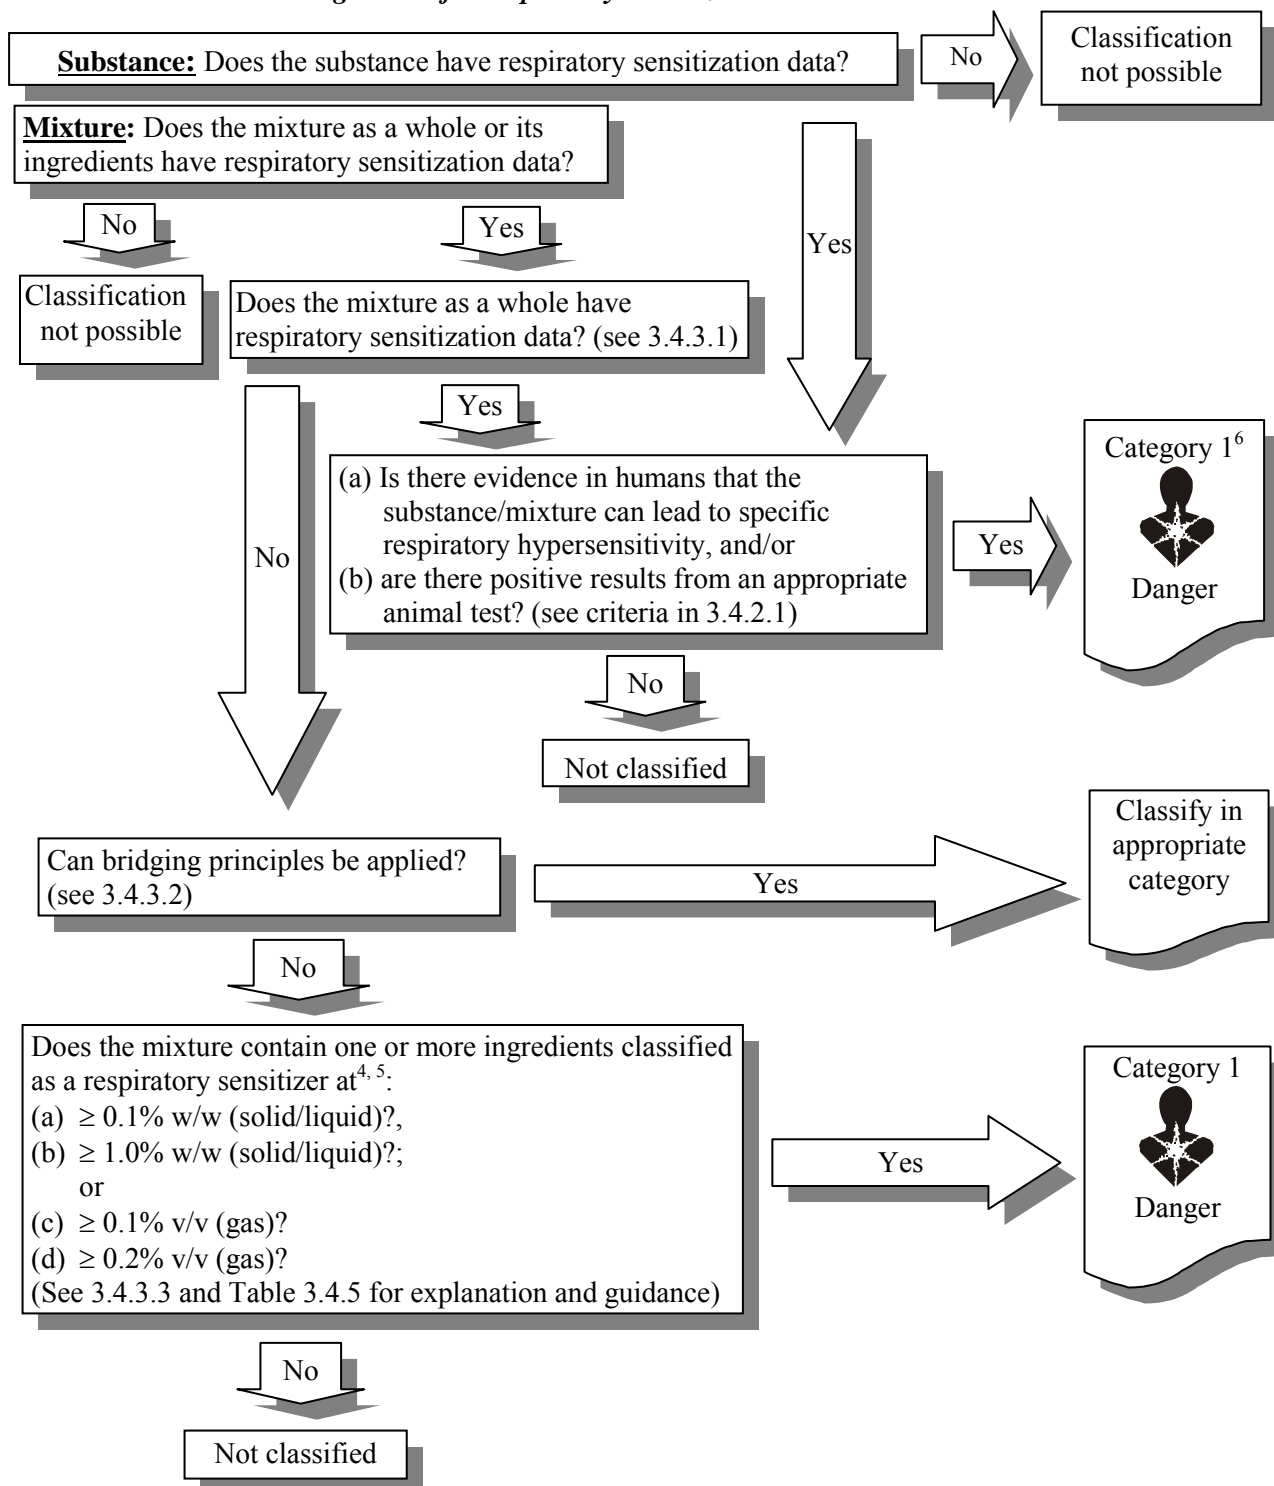 Substance: Does the substance have respiratory sensitization data?
No
Classification
not possible
Mixture: Does the mixture as a whole or its
ingredients have respiratory sensitization data?
No
Yes
Yes
Classification
not possible
Does the mixture as a whole have
respiratory sensitization data? (see 3.4.3.1)
Yes
No
(a) Is there evidence in humans that the
substance/mixture can lead to specific
respiratory hypersensitivity, and/or
(b) are there positive results from an appropriate
animal test? (see criteria in 3.4.2.1)
Yes
Category 1⁶
Danger
No
Not classified
Can bridging principles be applied?
(see 3.4.3.2)
Yes
Classify in
appropriate
category
No
Does the mixture contain one or more ingredients classified
as a respiratory sensitizer at⁴, ⁵:
(a) ≥ 0.1% w/w (solid/liquid)?,
(b) ≥ 1.0% w/w (solid/liquid)?;
or
(c) ≥ 0.1% v/v (gas)?
(d) ≥ 0.2% v/v (gas)?
(See 3.4.3.3 and Table 3.4.5 for explanation and guidance)
Yes
Category 1
Danger
No
Not classified